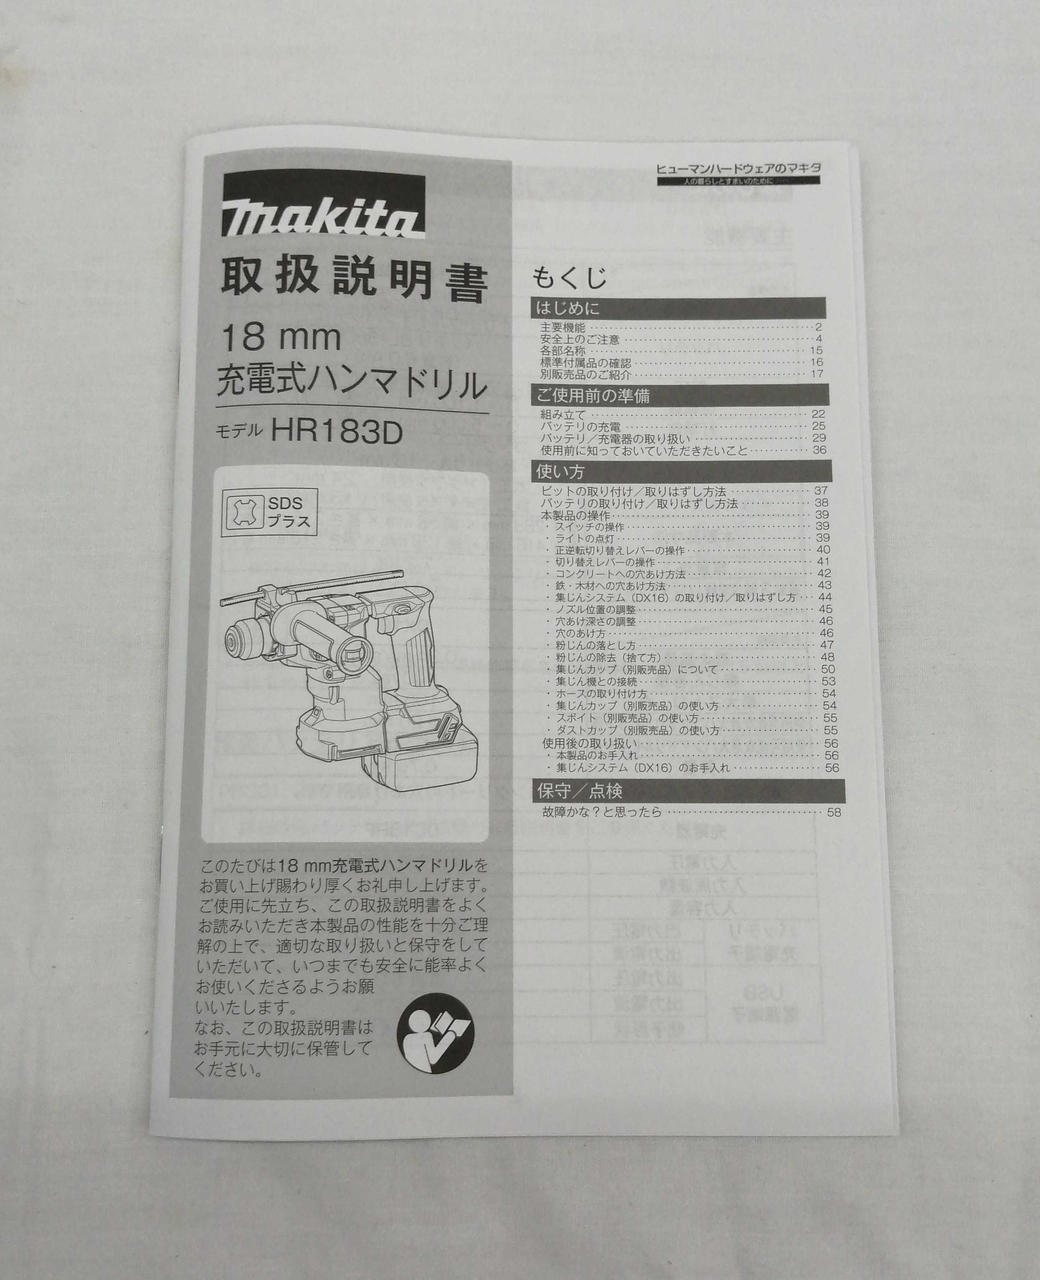 makita
取扱説明書
18 mm
充電式ハンマドリル
モデル HR183D
SDS
プラス
このたびは18 mm充電式ハンマドリルを
お買い上げ賜わり厚くお礼申し上げます。
ご使用に先立ち、この取扱説明書をよく
お読みいただき本製品の性能を十分ご理
解の上で、適切な取り扱いと保守をして
いただいて、いつまでも安全に能率よく
お使いくださるようお願
いいたします。
なお、この取扱説明書は
お手元に大切に保管して
ください。
ヒューマンハードウェアのマキタ
人の暮らしとすまいのために
もくじ
はじめに
主要機能 2
安全上のご注意 4
各部名称 15
標準付属品の確認 16
別販売品のご紹介 17
ご使用前の準備
組み立て 22
バッテリの充電 25
バッテリ／充電器の取り扱い 29
使用前に知っておいていただきたいこと 36
使い方
ビットの取り付け／取りはずし方法 37
バッテリの取り付け／取りはずし方法 38
本製品の操作 39
・ スイッチの操作 39
・ ライトの点灯 39
・ 正逆転切り替えレバーの操作 40
・ 切り替えレバーの操作 41
・ コンクリートへの穴あけ方法 42
・ 鉄・木材への穴あけ方法 43
・ 集じんシステム（DX16）の取り付け／取りはずし方 44
・ ノズル位置の調整 45
・ 穴あけ深さの調整 46
・ 穴のあけ方 46
・ 粉じんの落とし方 47
・ 粉じんの除去（捨て方） 48
・ 集じんカップ（別販売品）について 50
・ 集じん機との接続 53
・ ホースの取り付け方 54
・ 集じんカップ（別販売品）の使い方 54
・ スポイト（別販売品）の使い方 55
・ ダストカップ（別販売品）の使い方 55
使用後の取り扱い 56
・ 本製品のお手入れ 56
・ 集じんシステム（DX16）のお手入れ 56
保守／点検
故障かな？と思ったら 58